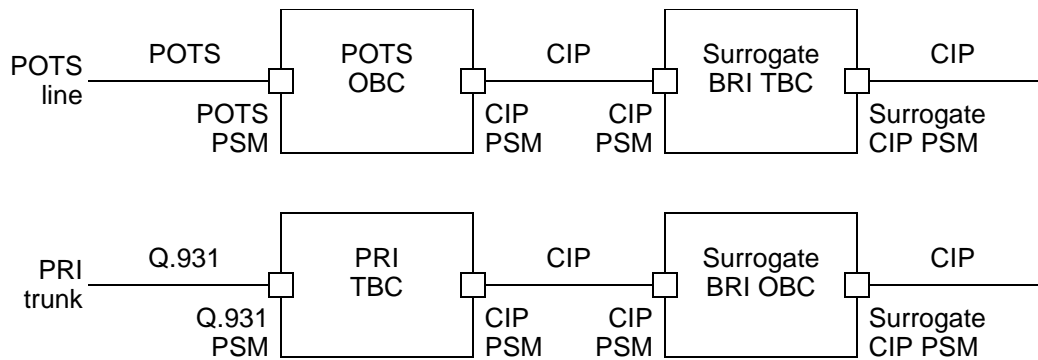 POTS
line
POTS
POTS
PSM
POTS
OBC
CIP
CIP
PSM
CIP
PSM
Surrogate
BRI TBC
CIP
Surrogate
CIP PSM
PRI
trunk
Q.931
Q.931
PSM
PRI
TBC
CIP
CIP
PSM
CIP
PSM
Surrogate
BRI OBC
CIP
Surrogate
CIP PSM